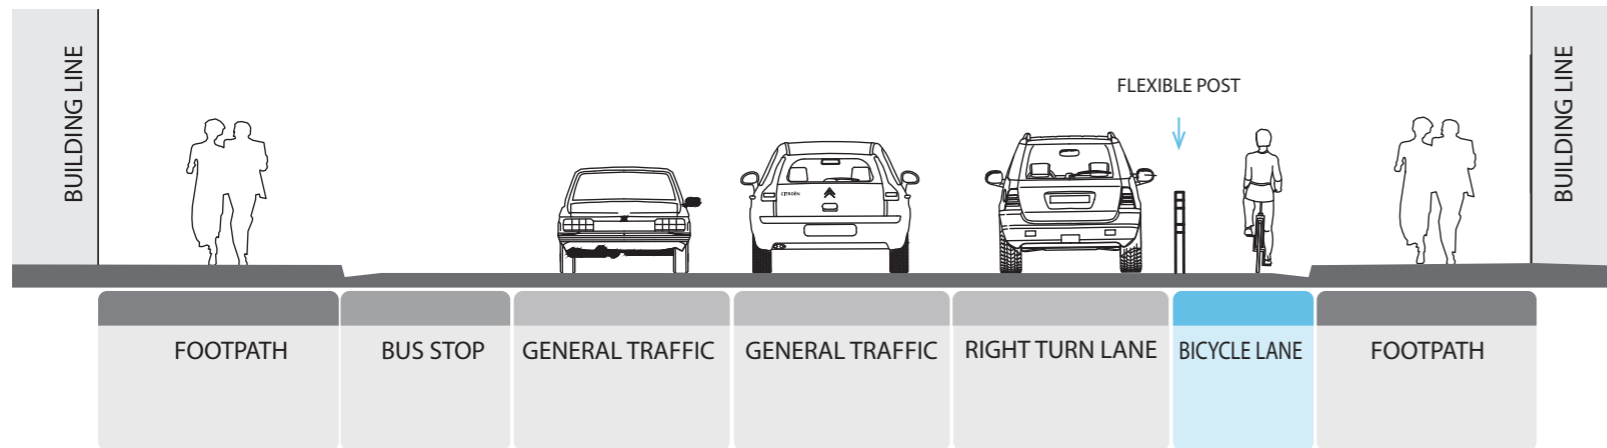 BUILDING LINE
FLEXIBLE POST
BUILDING LINE
CITROËN
FOOTPATH
BUS STOP
GENERAL TRAFFIC
GENERAL TRAFFIC
RIGHT TURN LANE
BICYCLE LANE
FOOTPATH